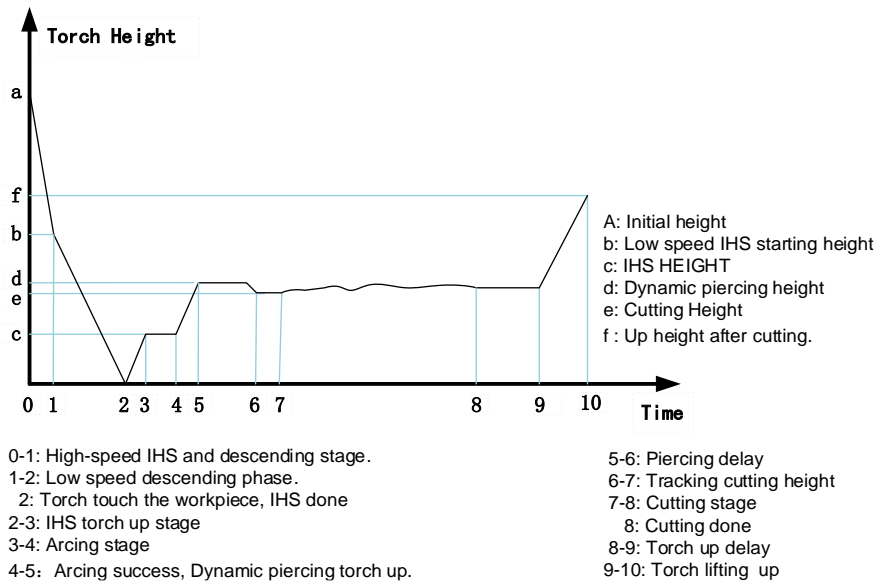 Torch Height
a
f
b
d
e
c
0 1 2 3 4 5 6 7 8 9 10
Time
A: Initial height
b: Low speed IHS starting height
c: IHS HEIGHT
d: Dynamic piercing height
e: Cutting Height
f : Up height after cutting.
0-1: High-speed IHS and descending stage.
1-2: Low speed descending phase.
2: Torch touch the workpiece, IHS done
2-3: IHS torch up stage
3-4: Arcing stage
4-5： Arcing success, Dynamic piercing torch up.
5-6: Piercing delay
6-7: Tracking cutting height
7-8: Cutting stage
8: Cutting done
8-9: Torch up delay
9-10: Torch lifting up